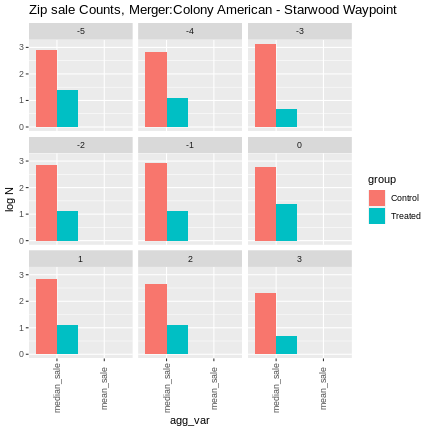 Zip sale Counts, Merger:Colony American - Starwood Waypoint
-5 -4 -3
3
2
1
0
-2 -1 0
3
2
1
0
1 2 3
3
2
1
0
log N
median_sale mean_sale median_sale mean_sale median_sale mean_sale
agg_var
group
Control
Treated